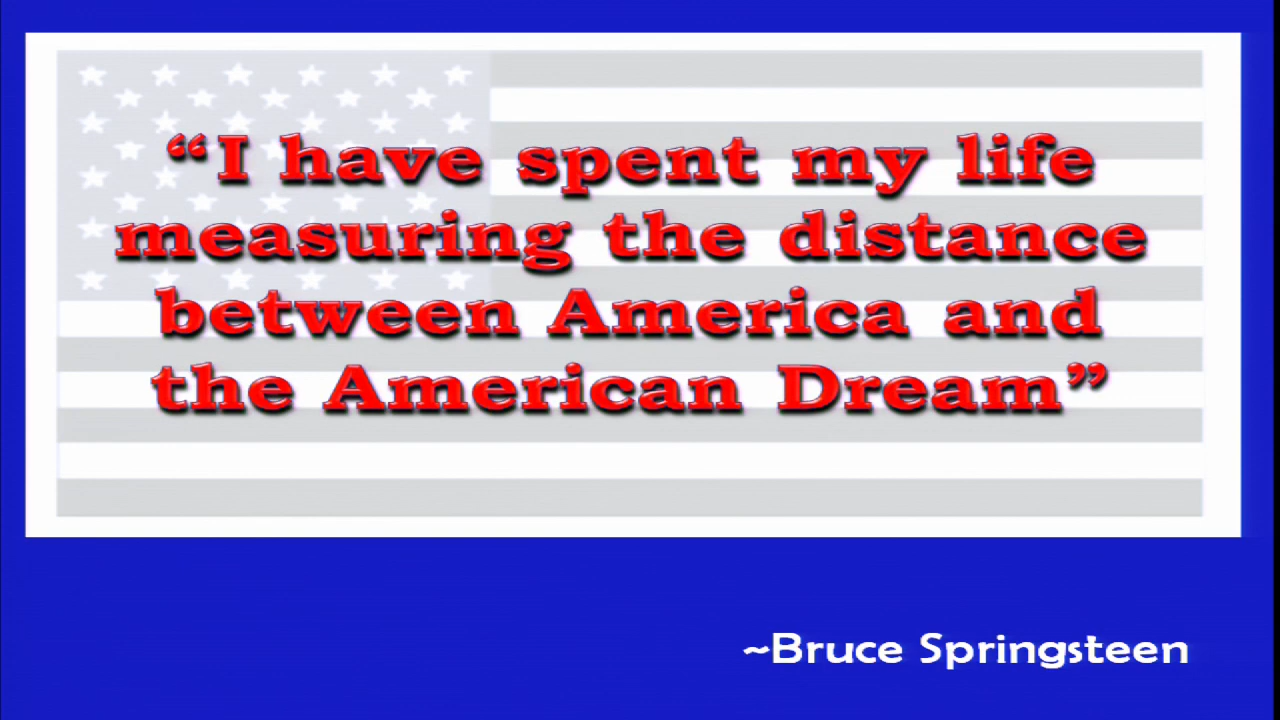 “I have spent my life
measuring the distance
between America and
the American Dream”
~Bruce Springsteen